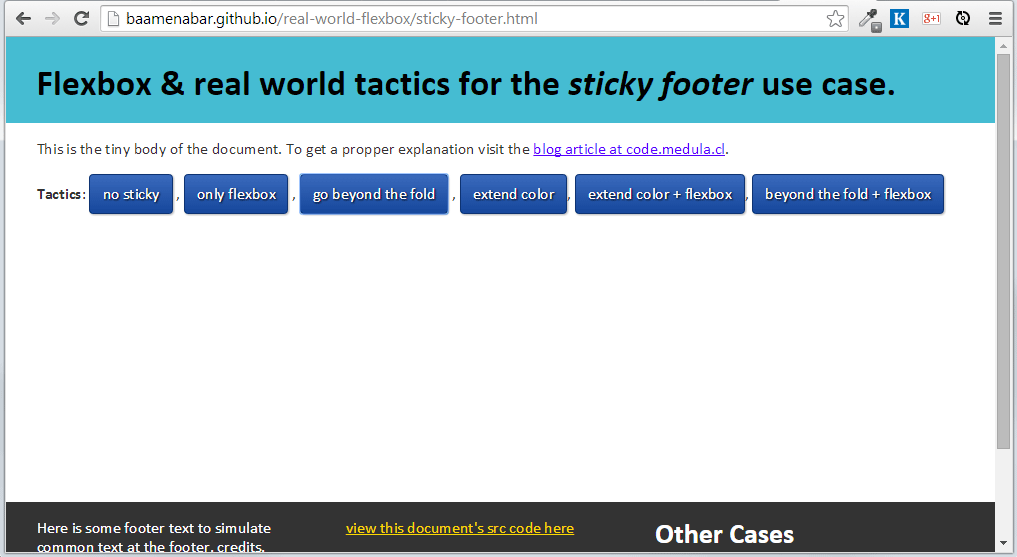 baamenabar.github.io/real-world-flexbox/sticky-footer.html
K
g+1
Flexbox & real world tactics for the sticky footer use case.
This is the tiny body of the document. To get a propper explanation visit the blog article at code.medula.cl.
Tactics: no sticky , only flexbox , go beyond the fold , extend color , extend color + flexbox , beyond the fold + flexbox
Here is some footer text to simulate
common text at the footer, credits,
view this document's src code here
Other Cases